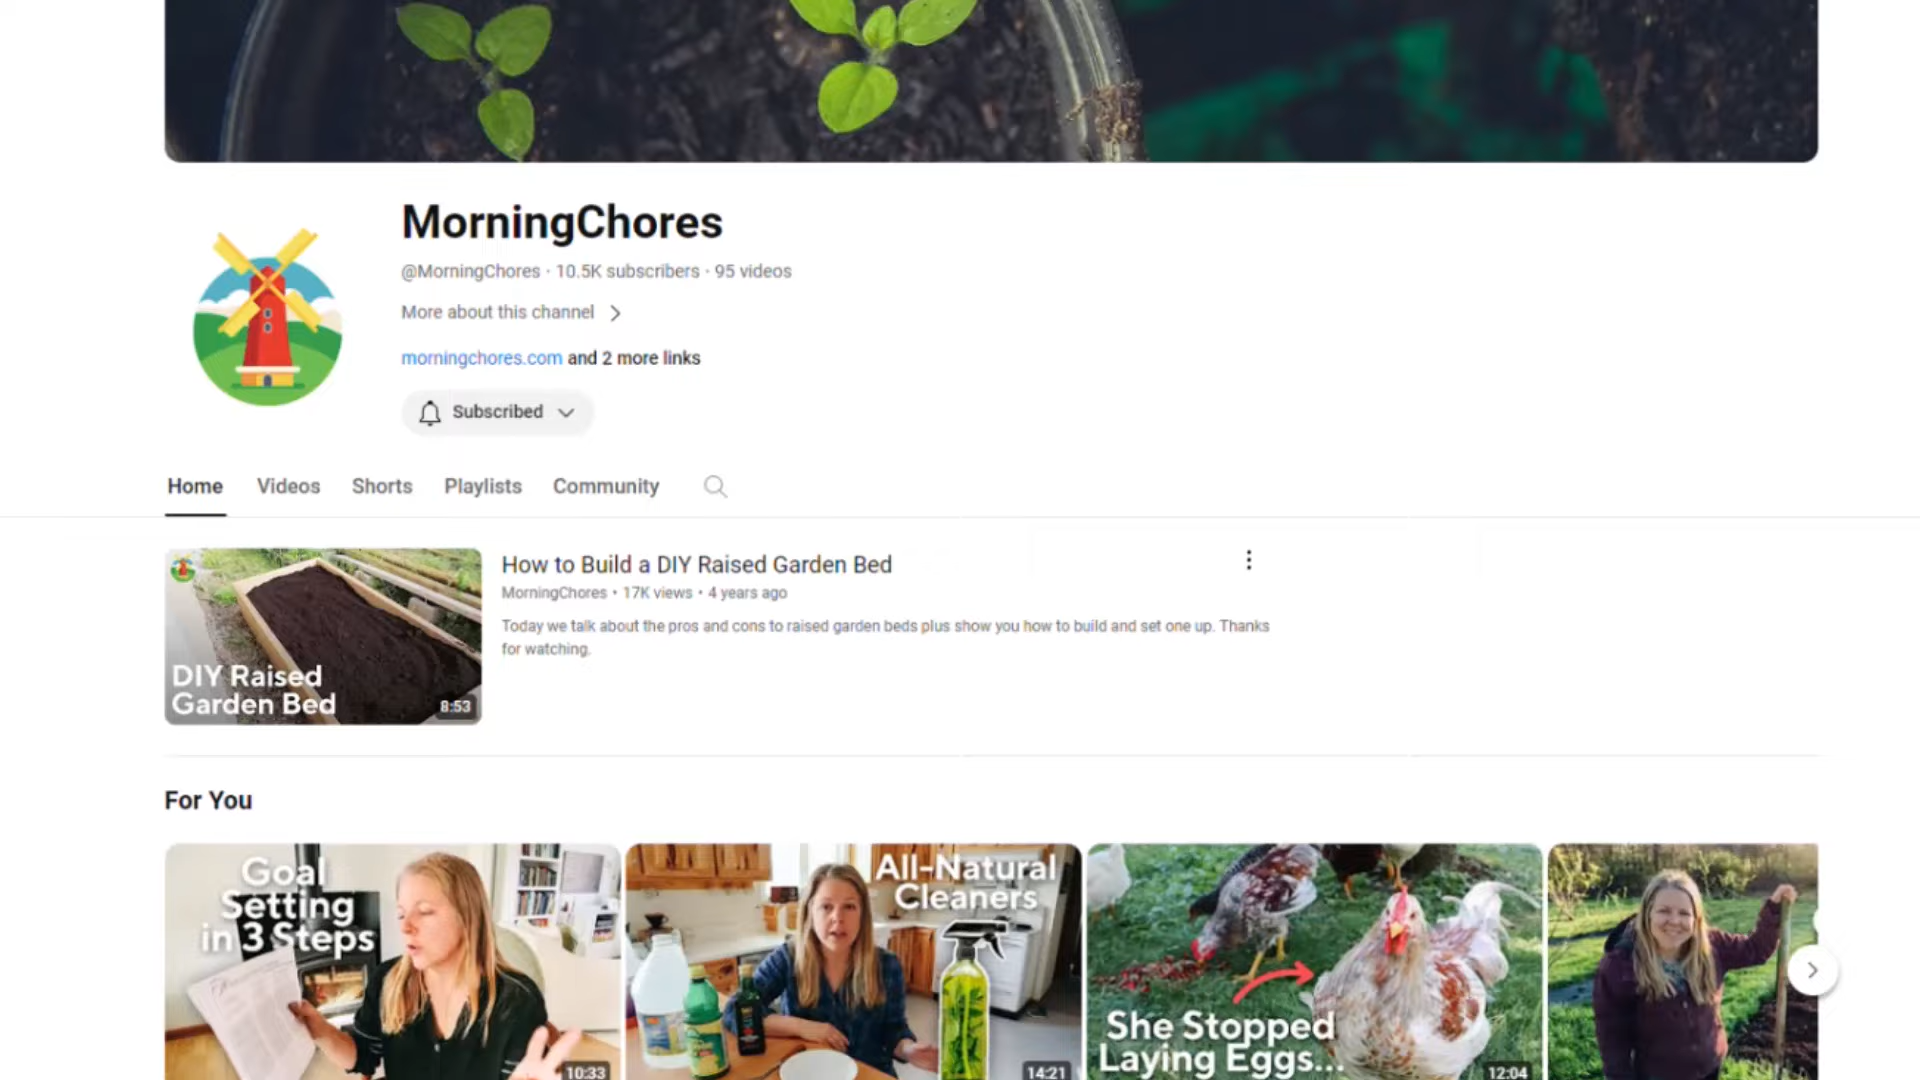 MorningChores
@MorningChores · 10.5K subscribers · 95 videos
More about this channel
morningchores.com and 2 more links
Subscribed
Home Videos Shorts Playlists Community
How to Build a DIY Raised Garden Bed
MorningChores • 17K views • 4 years ago
Today we talk about the pros and cons to raised garden beds plus show you how to build and set one up. Thanks
for watching.
DIY Raised
Garden Bed
8:53
For You
Goal
Setting
in 3 Steps
10:33
All-Natural
Cleaners
14:21
She Stopped
Laying Eggs...
12:04